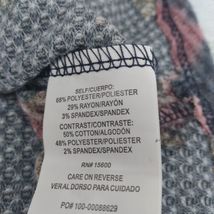 SELF/CUERPO:
68% POLYESTER/POLIESTER
29% RAYON/RAYON
3% SPANDEX/SPANDEX
CONTRAST/CONTRASTE:
50% COTTON/ALGODON
48% POLYESTER/POLIESTER
2% SPANDEX/SPANDEX
RN# 15600
CARE ON REVERSE
VER AL DORSO PARA CUIDADO
PO# 100-00088629